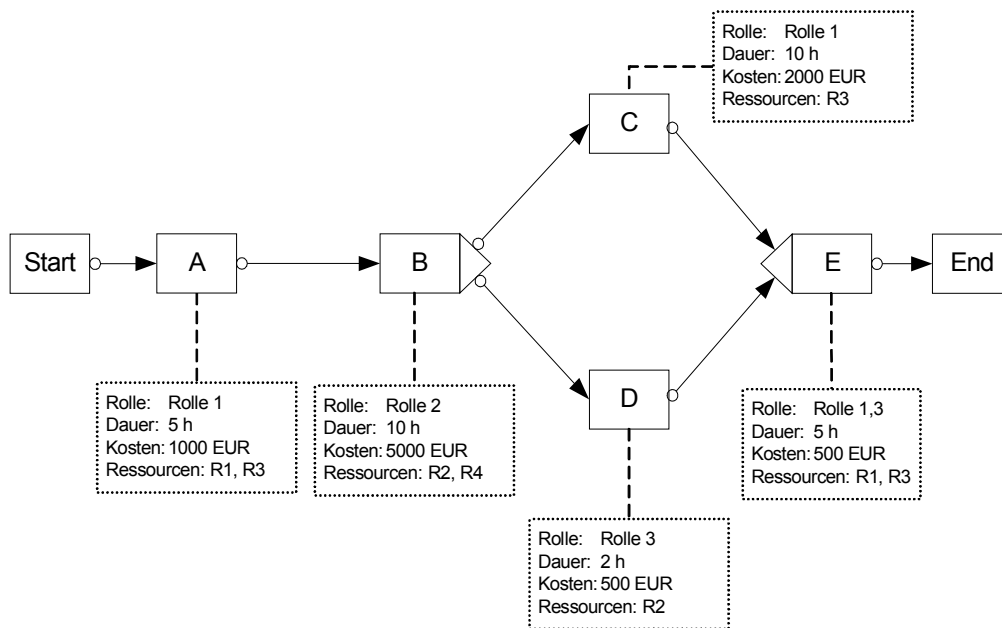 Rolle: Rolle 1
Dauer: 10 h
Kosten: 2000 EUR
Ressourcen: R3
C
Start
A
B
E
End
D
Rolle: Rolle 1
Dauer: 5 h
Kosten: 1000 EUR
Ressourcen: R1, R3
Rolle: Rolle 2
Dauer: 10 h
Kosten: 5000 EUR
Ressourcen: R2, R4
Rolle: Rolle 1,3
Dauer: 5 h
Kosten: 500 EUR
Ressourcen: R1, R3
Rolle: Rolle 3
Dauer: 2 h
Kosten: 500 EUR
Ressourcen: R2